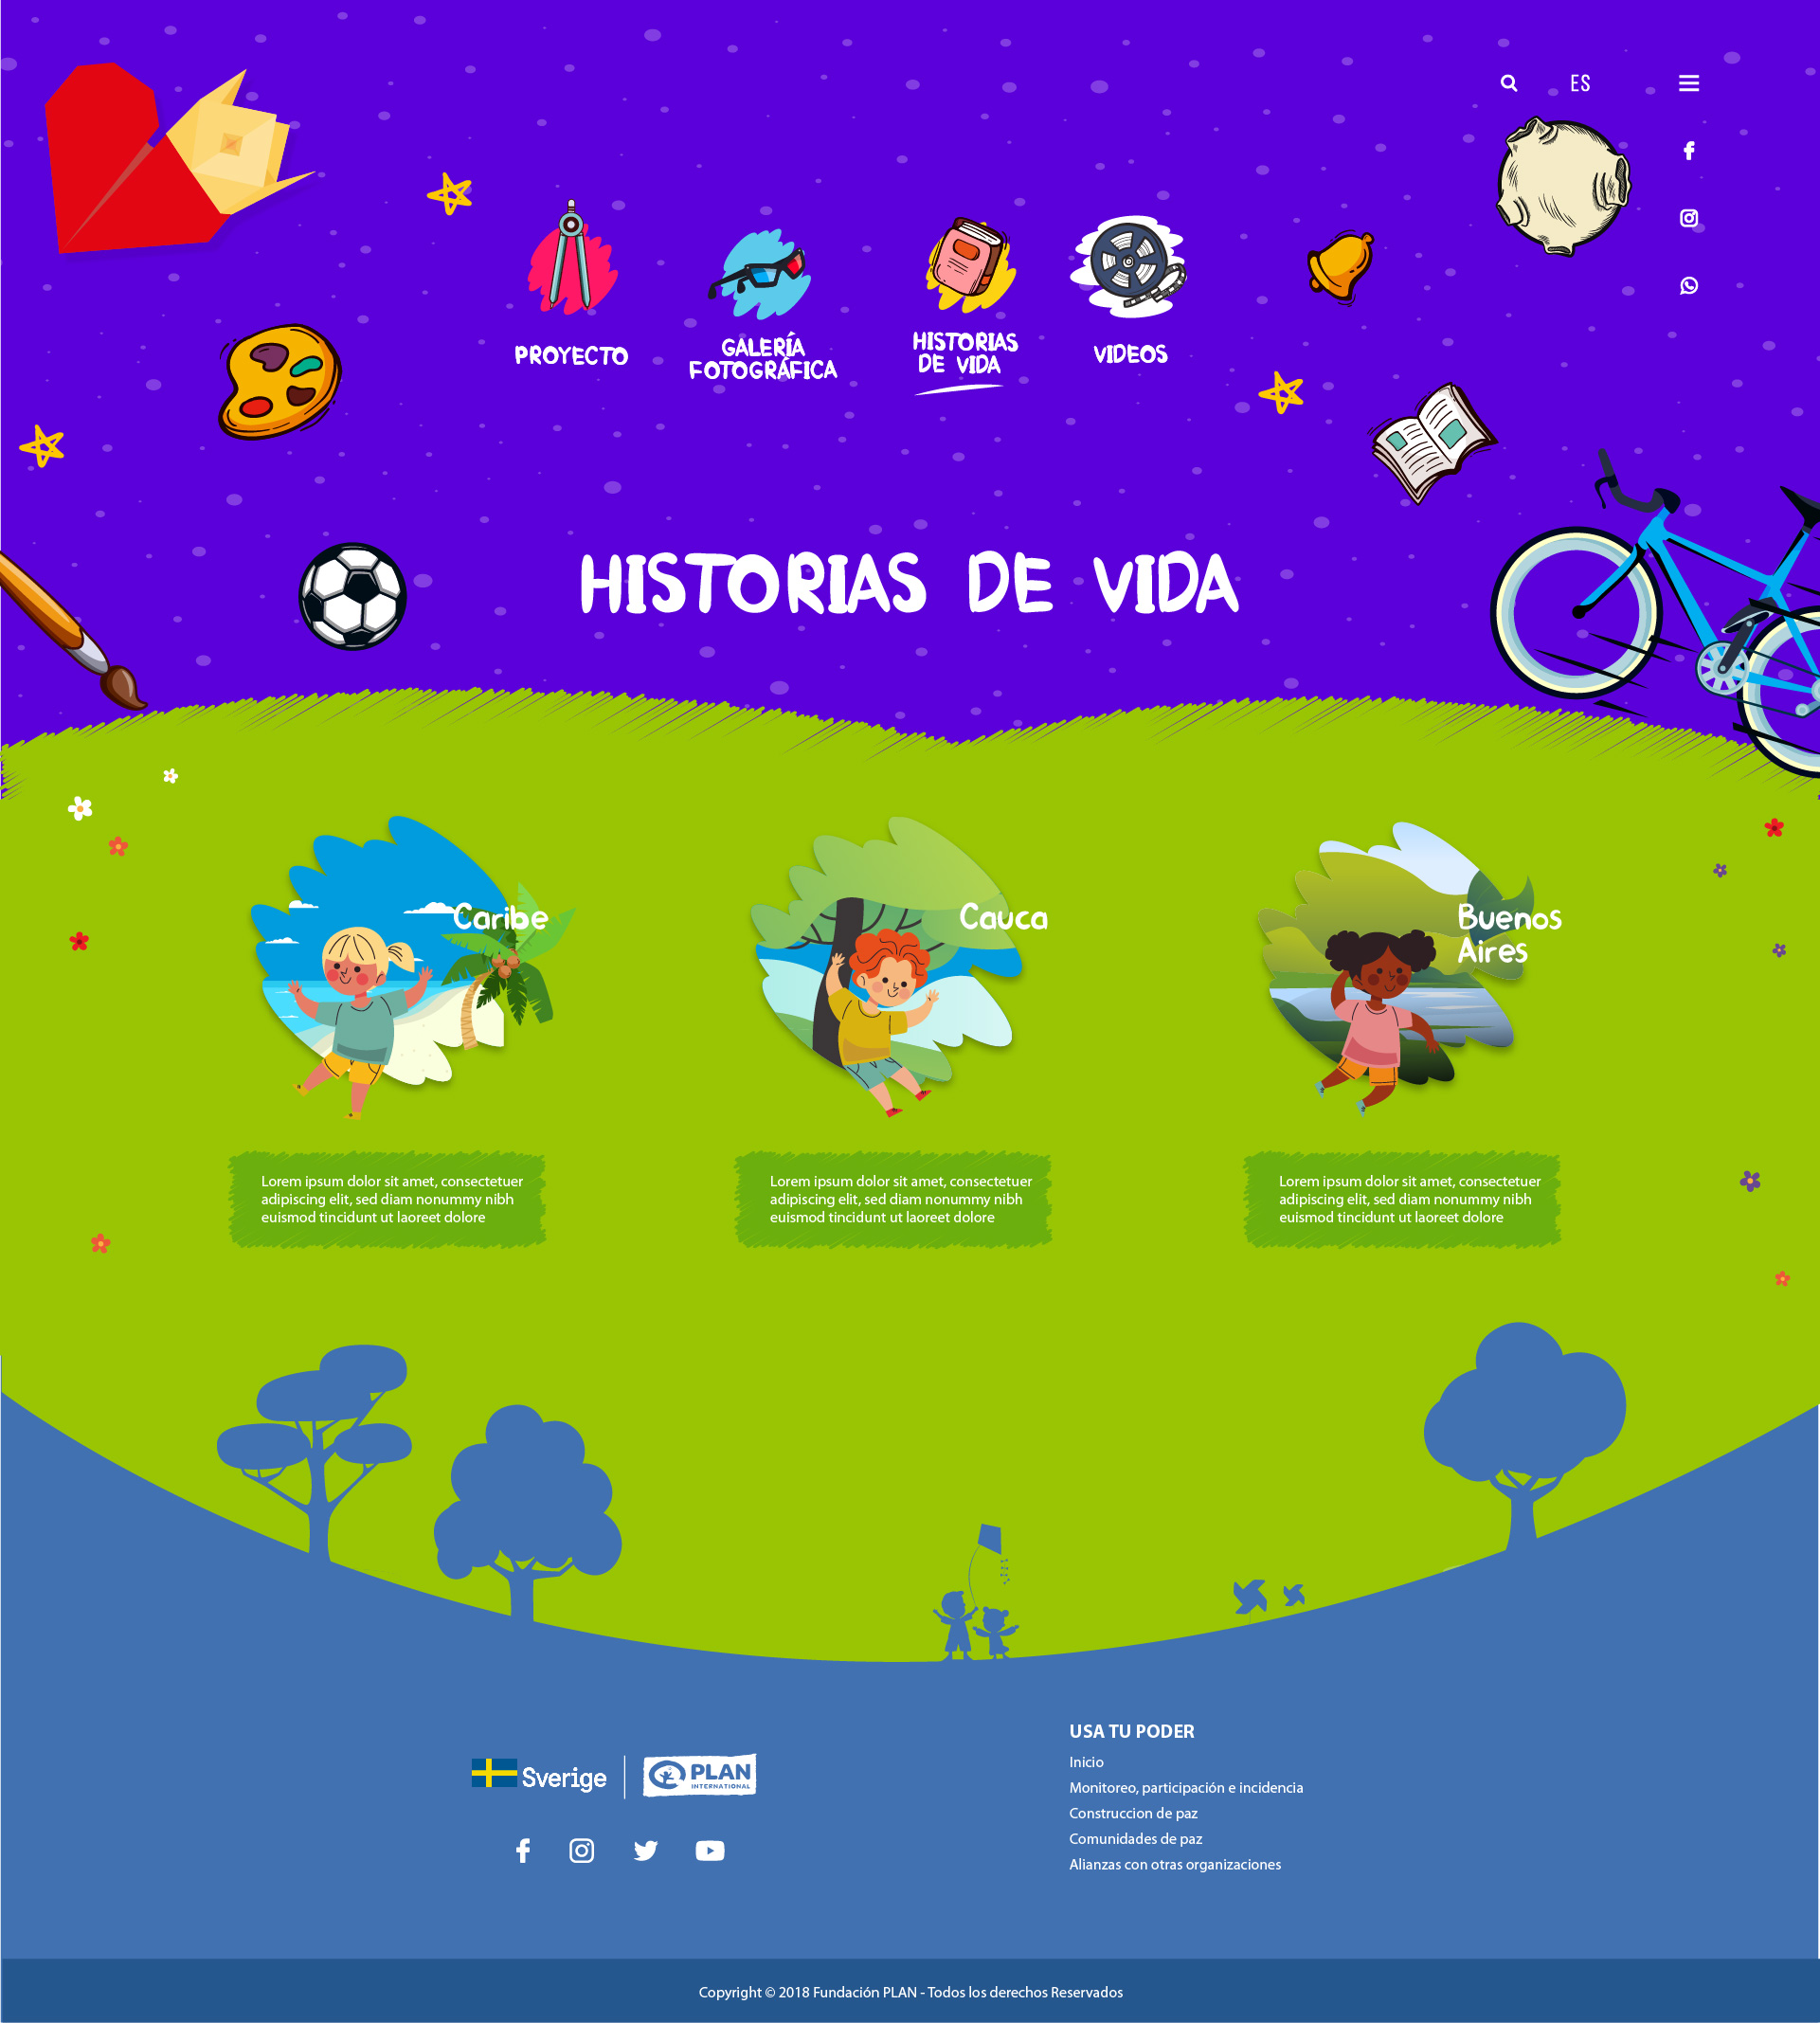 ES
PROYECTO
GALERÍA
FOTOGRÁFICA
HISTORIAS
DE VIDA
VIDEOS
HISTORIAS DE VIDA
Caribe
Cauca
Buenos
Aires
Lorem ipsum dolor sit amet, consectetuer
adipiscing elit, sed diam nonummy nibh
euismod tincidunt ut laoreet dolore
Lorem ipsum dolor sit amet, consectetuer
adipiscing elit, sed diam nonummy nibh
euismod tincidunt ut laoreet dolore
Lorem ipsum dolor sit amet, consectetuer
adipiscing elit, sed diam nonummy nibh
euismod tincidunt ut laoreet dolore
Sverige
PLAN
INTERNATIONAL
USA TU PODER
Inicio
Monitoreo, participación e incidencia
Construccion de paz
Comunidades de paz
Alianzas con otras organizaciones
Copyright © 2018 Fundación PLAN - Todos los derechos Reservados